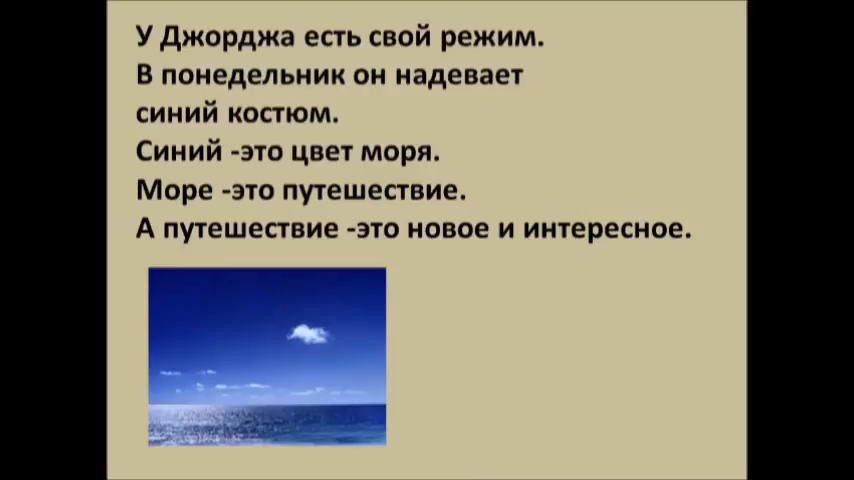 У Джорджа есть свой режим.
В понедельник он надевает
синий костюм.
Синий -это цвет моря.
Море -это путешествие.
А путешествие -это новое и интересное.